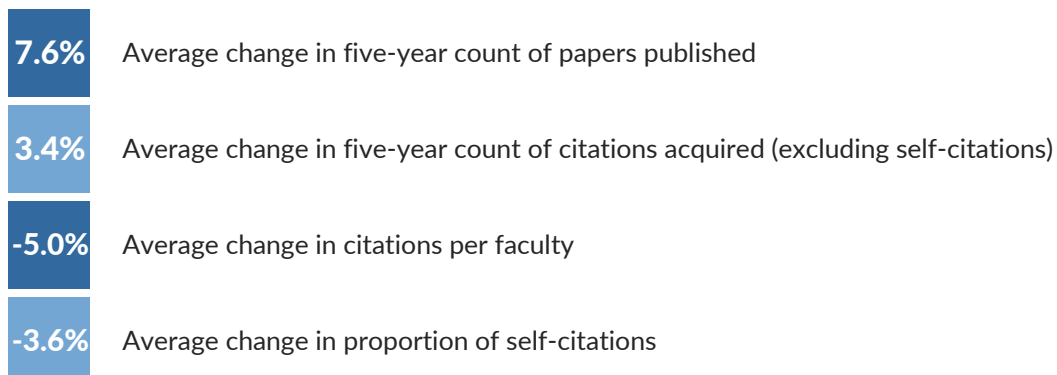 7.6% Average change in five-year count of papers published
3.4% Average change in five-year count of citations acquired (excluding self-citations)
-5.0% Average change in citations per faculty
-3.6% Average change in proportion of self-citations